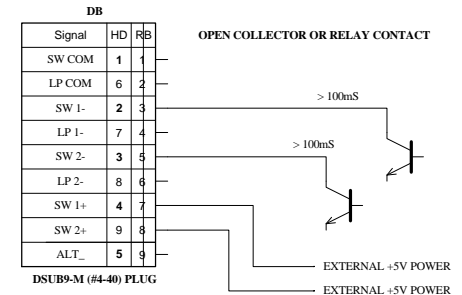 DB
Signal HD RB
OPEN COLLECTOR OR RELAY CONTACT
SW COM 1 1
LP COM 6 2
SW 1- 2 3
> 100mS
LP 1- 7 4
SW 2- 3 5
> 100mS
LP 2- 8 6
SW 1+ 4 7
SW 2+ 9 8
ALT_ 5 9
EXTERNAL +5V POWER
DSUB9-M (#4-40) PLUG
EXTERNAL +5V POWER